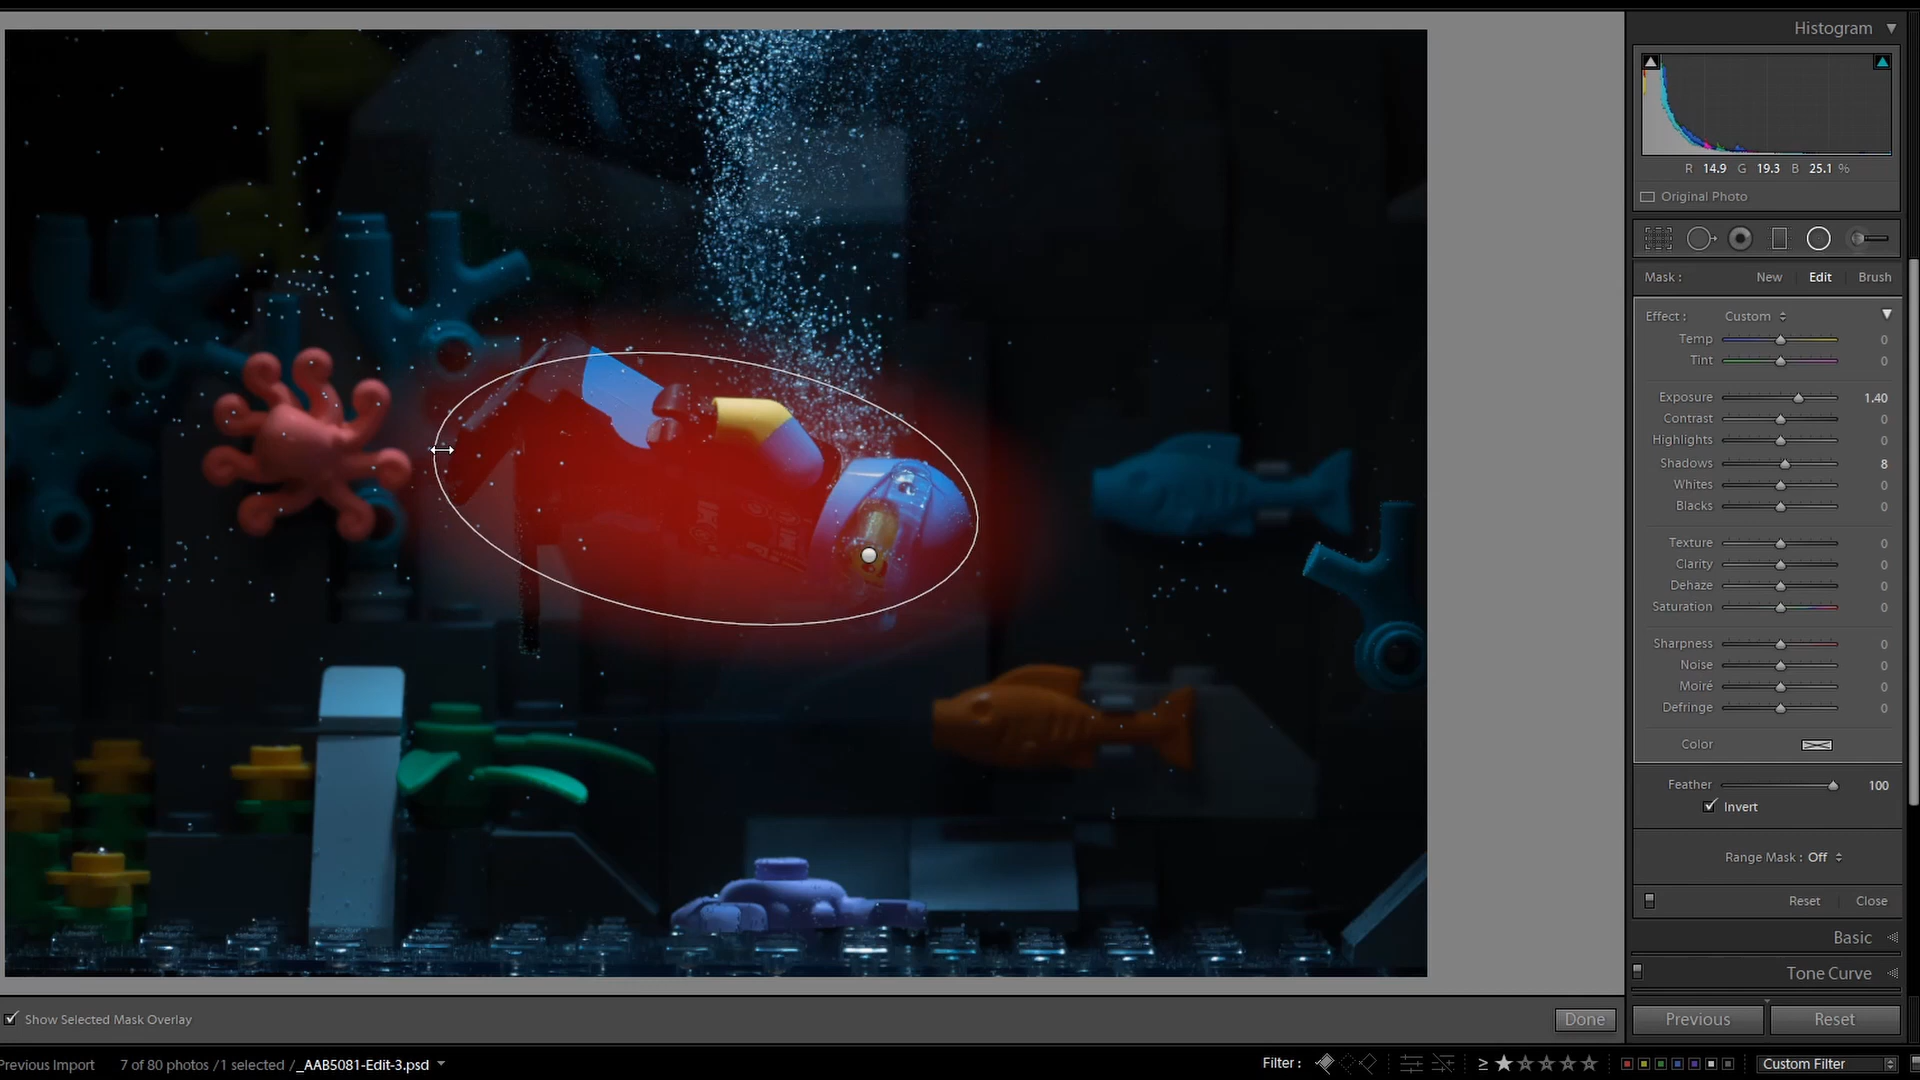 Histogram
R 14.9 G 19.3 B 25.1 %
Original Photo
Mask : New Edit Brush
Effect : Custom
Temp 0
Tint 0
Exposure 1.40
Contrast 0
Highlights 0
Shadows 8
Whites 0
Blacks 0
Texture 0
Clarity 0
Dehaze 0
Saturation 0
Sharpness 0
Noise 0
Moiré 0
Defringe 0
Color
Feather 100
Invert
Range Mask : Off
Reset Close
Basic
Tone Curve
Show Selected Mask Overlay Done Previous Reset
Previous Import 7 of 80 photos /1 selected /_AAB5081-Edit-3.psd Filter : ≥ Custom Filter